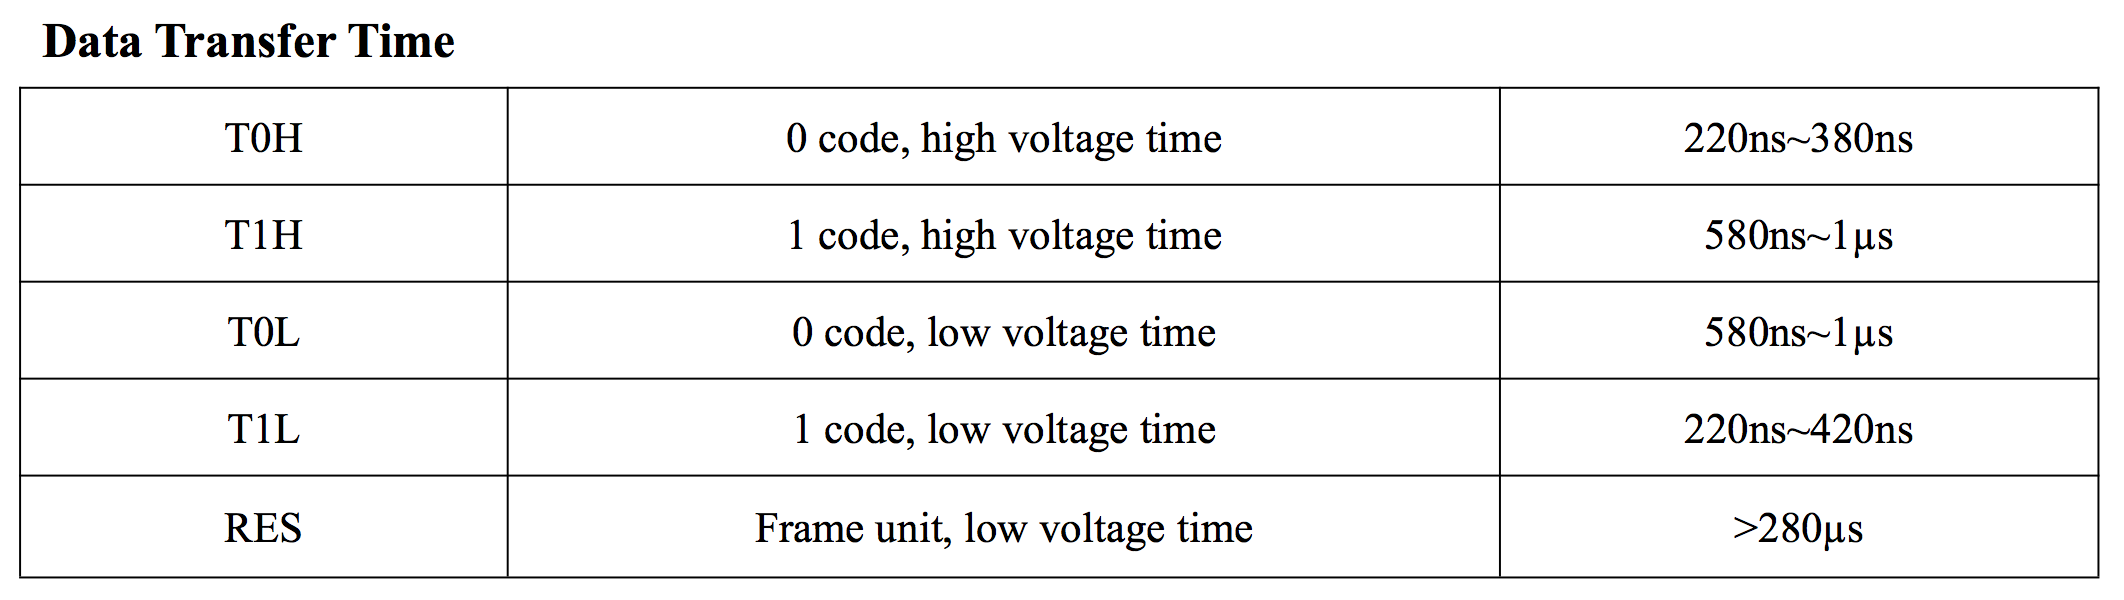 Data Transfer Time
T0H 0 code, high voltage time 220ns~380ns
T1H 1 code, high voltage time 580ns~1µs
T0L 0 code, low voltage time 580ns~1µs
T1L 1 code, low voltage time 220ns~420ns
RES Frame unit, low voltage time >280µs